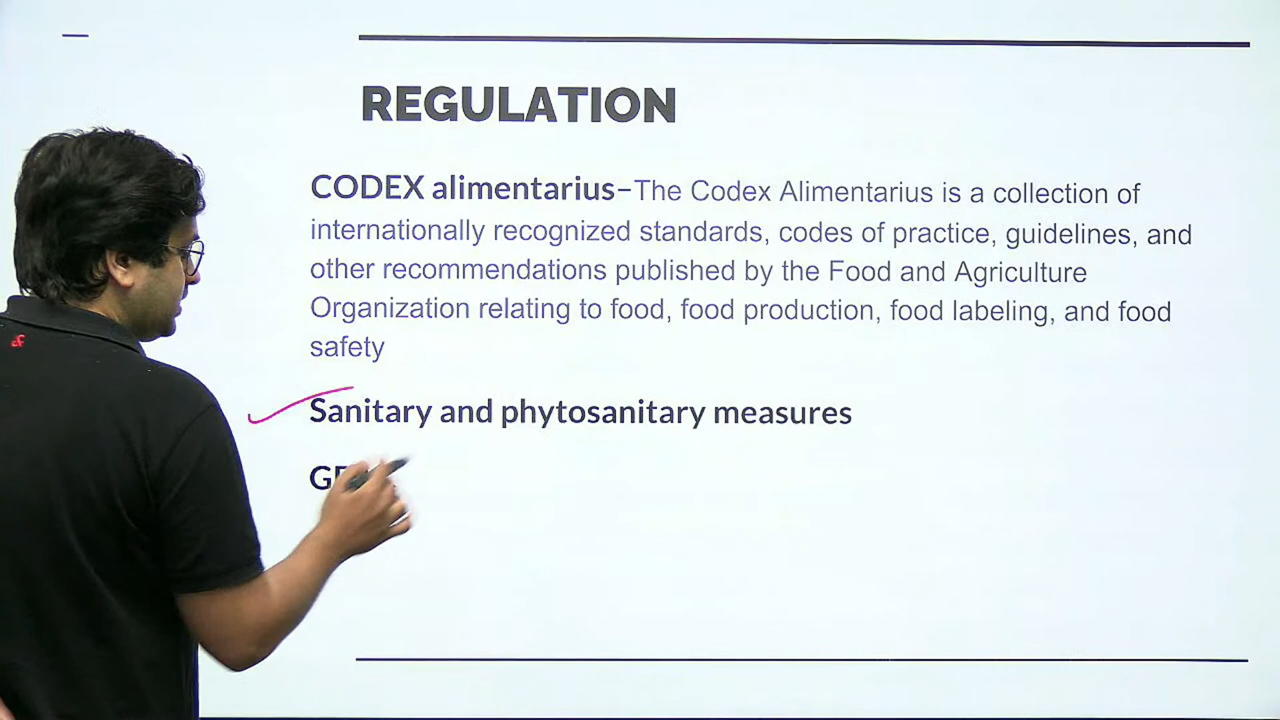 REGULATION
CODEX alimentarius–The Codex Alimentarius is a collection of
internationally recognized standards, codes of practice, guidelines, and
other recommendations published by the Food and Agriculture
Organization relating to food, food production, food labeling, and food
safety
Sanitary and phytosanitary measures